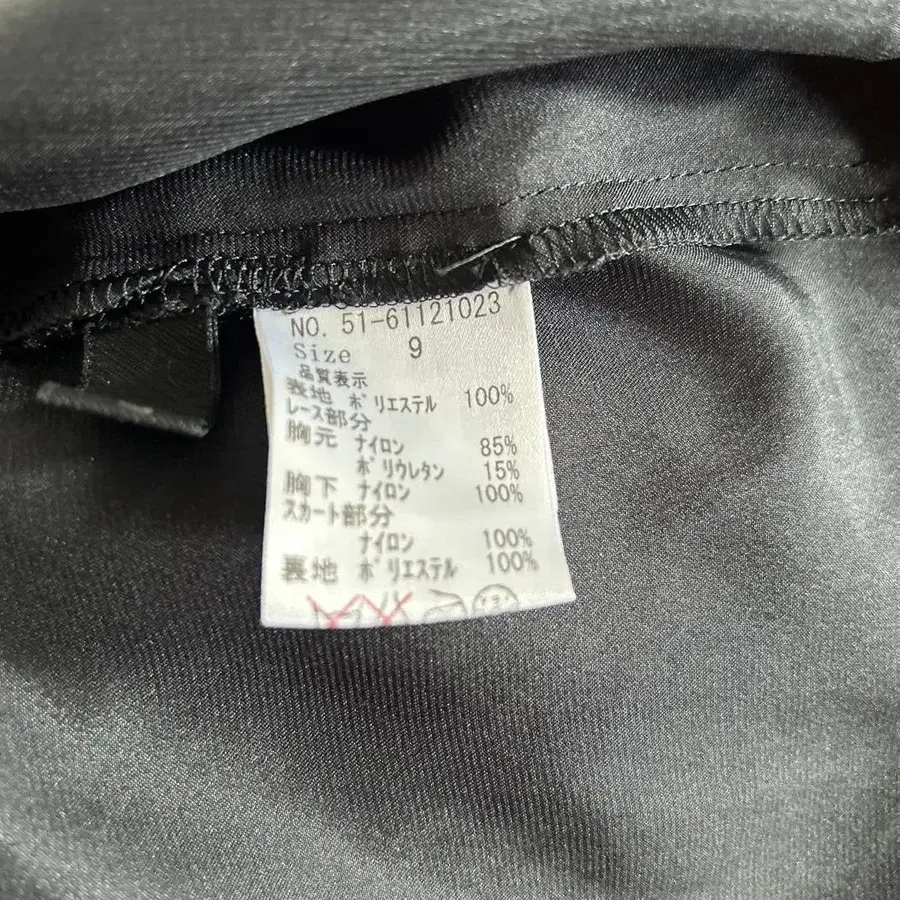 NO. 51-61121023
Size 9
品質表示
表地 ポリエステル 100%
レース部分
胸元 ナイロン 85%
ポリウレタン 15%
胸下 ナイロン 100%
スカート部分
ナイロン 100%
裏地 ポリエステル 100%